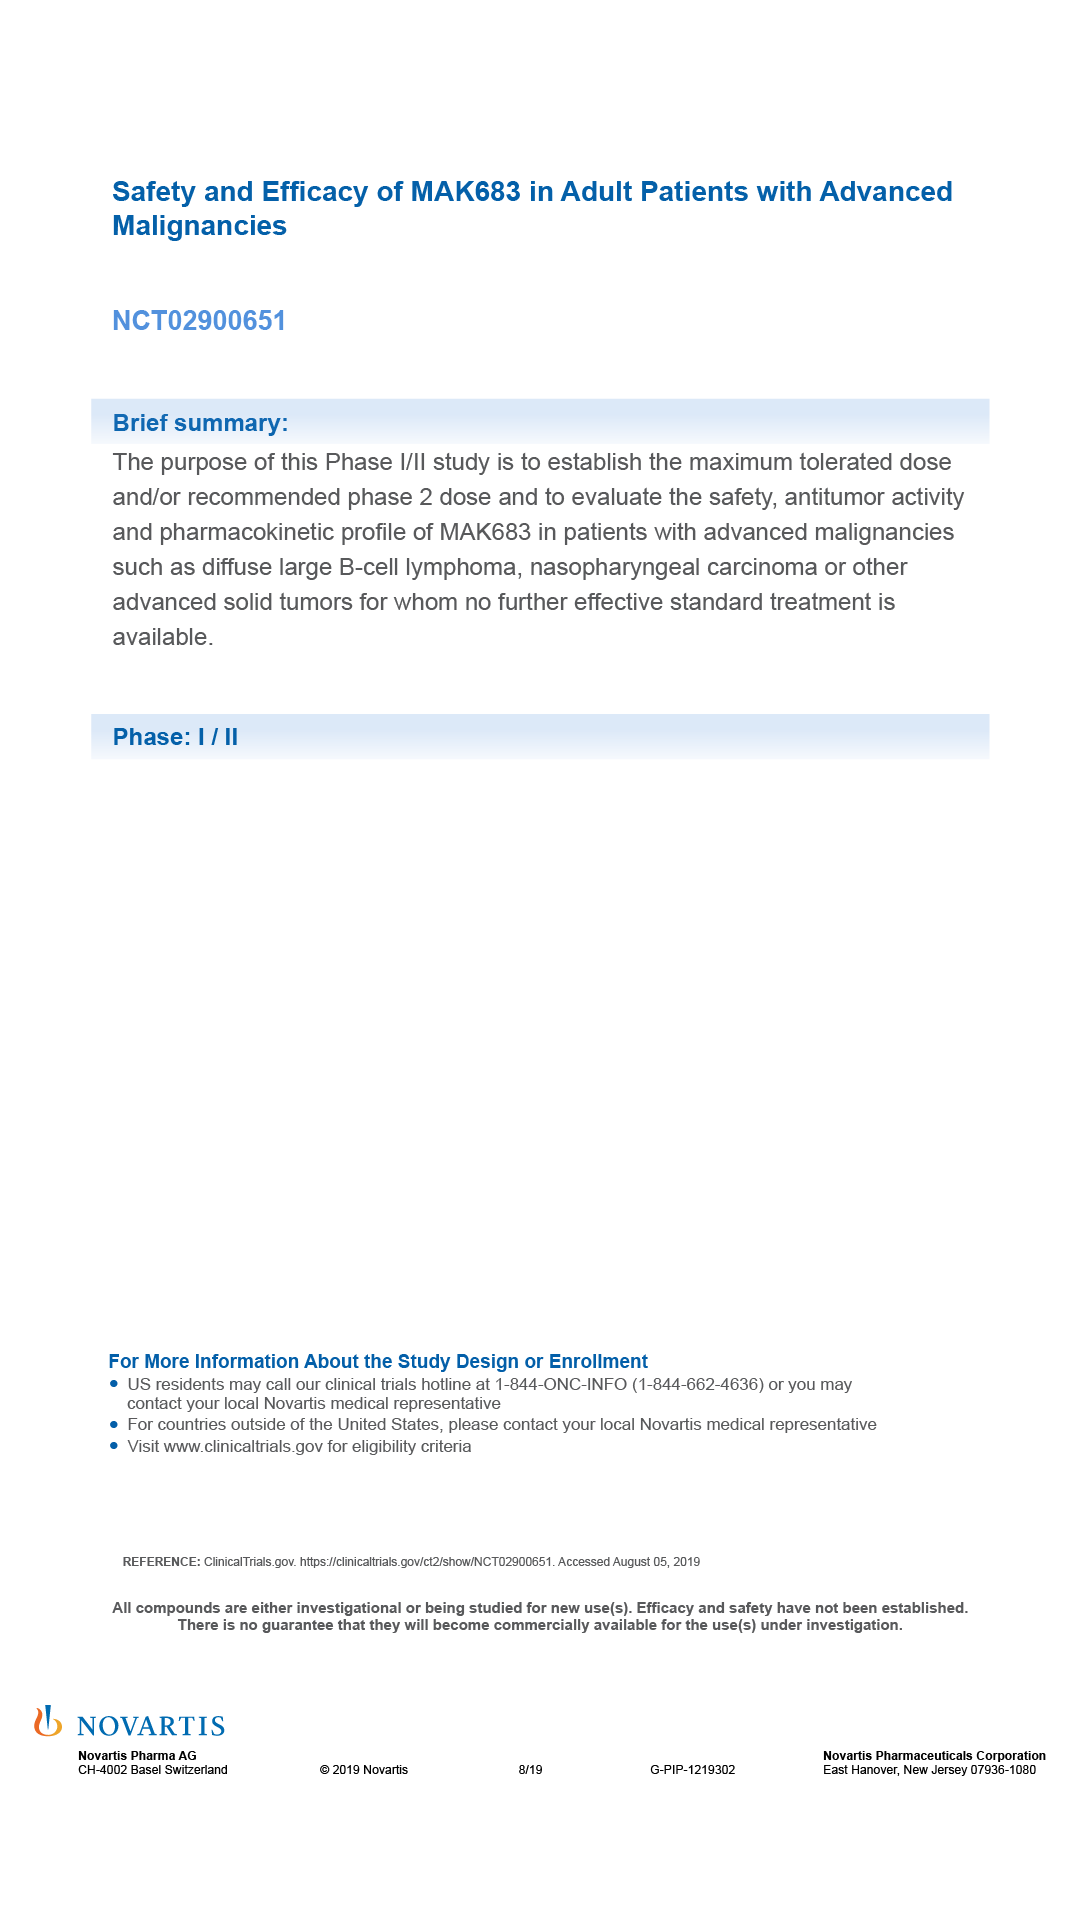 Safety and Efficacy of MAK683 in Adult Patients with Advanced
Malignancies
NCT02900651
Brief summary:
The purpose of this Phase I/II study is to establish the maximum tolerated dose
and/or recommended phase 2 dose and to evaluate the safety, antitumor activity
and pharmacokinetic profile of MAK683 in patients with advanced malignancies
such as diffuse large B-cell lymphoma, nasopharyngeal carcinoma or other
advanced solid tumors for whom no further effective standard treatment is
available.
Phase: I / II
For More Information About the Study Design or Enrollment
• US residents may call our clinical trials hotline at 1-844-ONC-INFO (1-844-662-4636) or you may
contact your local Novartis medical representative
• For countries outside of the United States, please contact your local Novartis medical representative
• Visit www.clinicaltrials.gov for eligibility criteria
REFERENCE: ClinicalTrials.gov. https://clinicaltrials.gov/ct2/show/NCT02900651. Accessed August 05, 2019
All compounds are either investigational or being studied for new use(s). Efficacy and safety have not been established.
There is no guarantee that they will become commercially available for the use(s) under investigation.
NOVARTIS
Novartis Pharma AG
CH-4002 Basel Switzerland
© 2019 Novartis
8/19
G-PIP-1219302
Novartis Pharmaceuticals Corporation
East Hanover, New Jersey 07936-1080